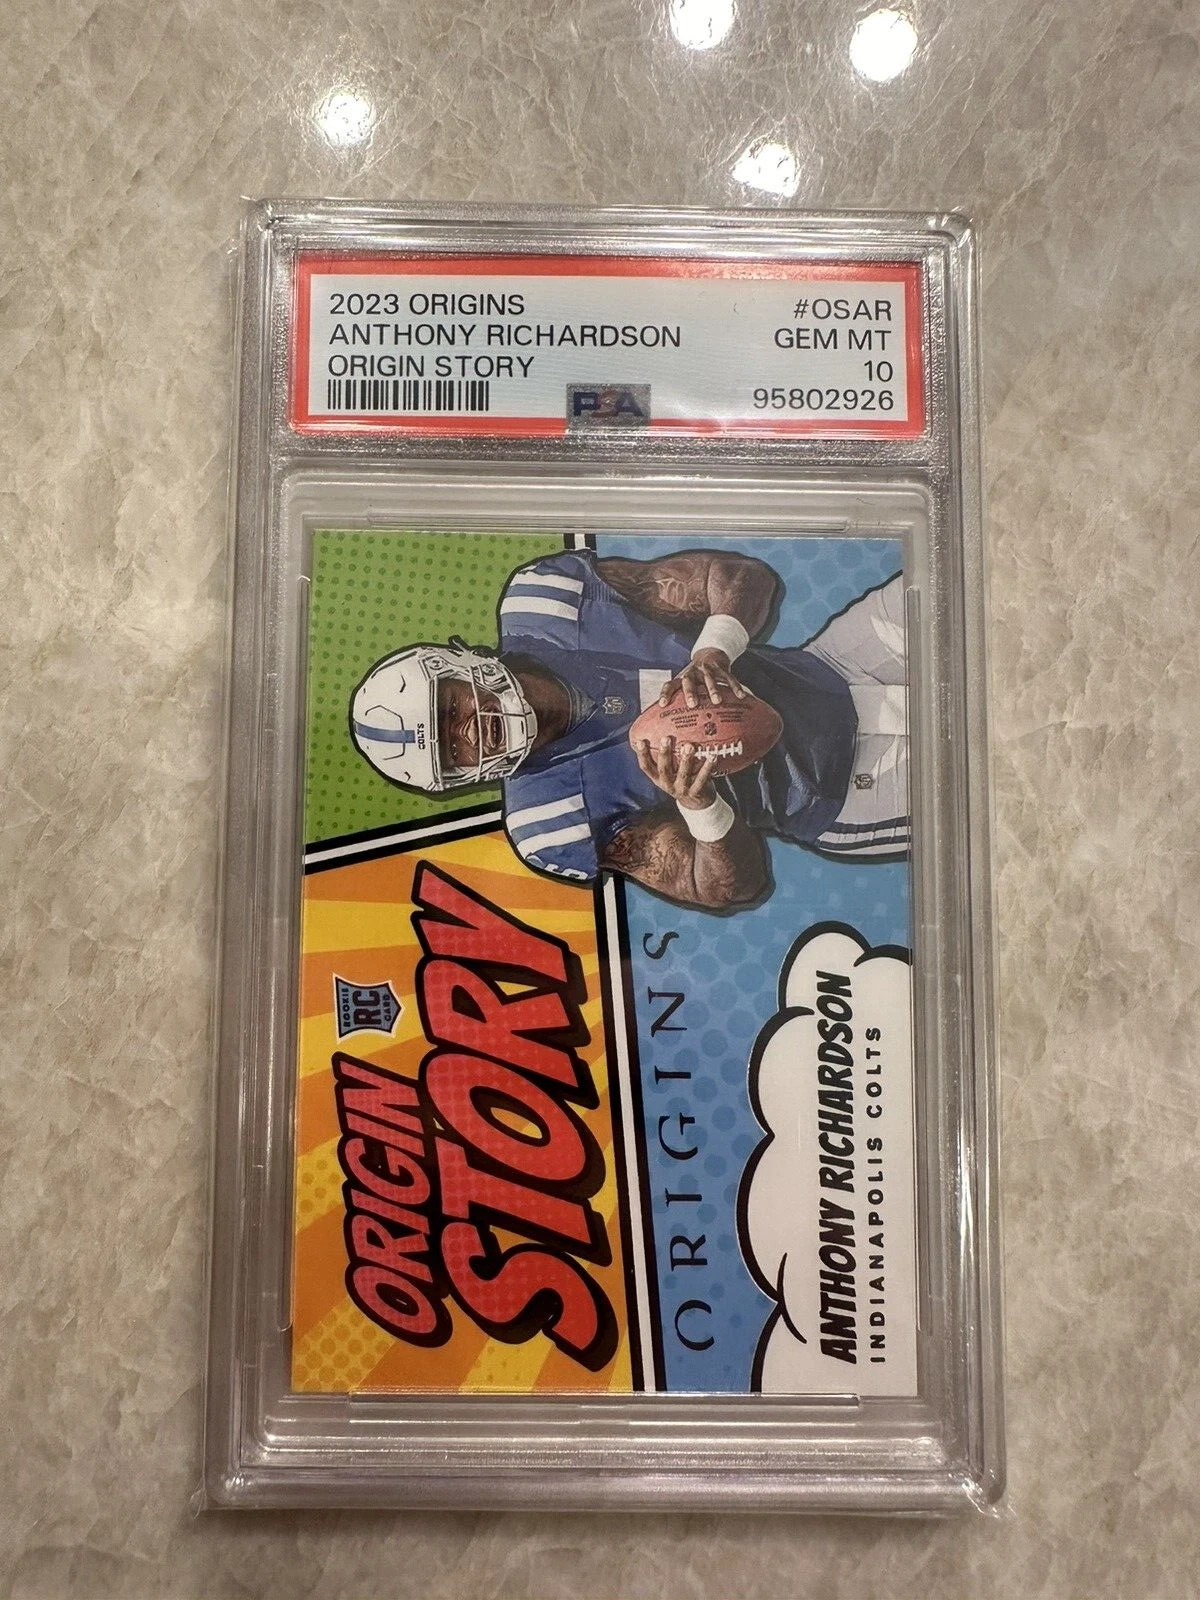 2023 ORIGINS #OSAR
ANTHONY RICHARDSON GEM MT
ORIGIN STORY 10
95802926
PSA
COLTS
ROOKIE
RC
CARD
ORIGIN
STORY
ORIGINS
ANTHONY RICHARDSON
INDIANAPOLIS COLTS